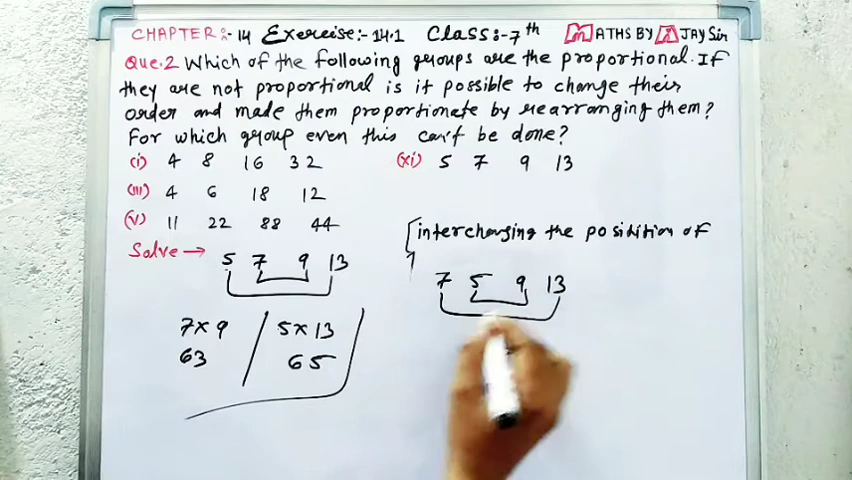 CHAPTER:-14 Exercise:-14.1 Class:-7th MATHS BY AJAY Sir
Que.2 Which of the following groups are the proportional. If
they are not proportional is it possible to change their
order and made them proportionate by rearranging them?
For which group even this can't be done?
(i) 4 8 16 32 (xi) 5 7 9 13
(iii) 4 6 18 12
(v) 11 22 88 44
Solve → 5 7 9 13
interchanging the posidition of
7 5 9 13
7×9 / 5×13
63 65